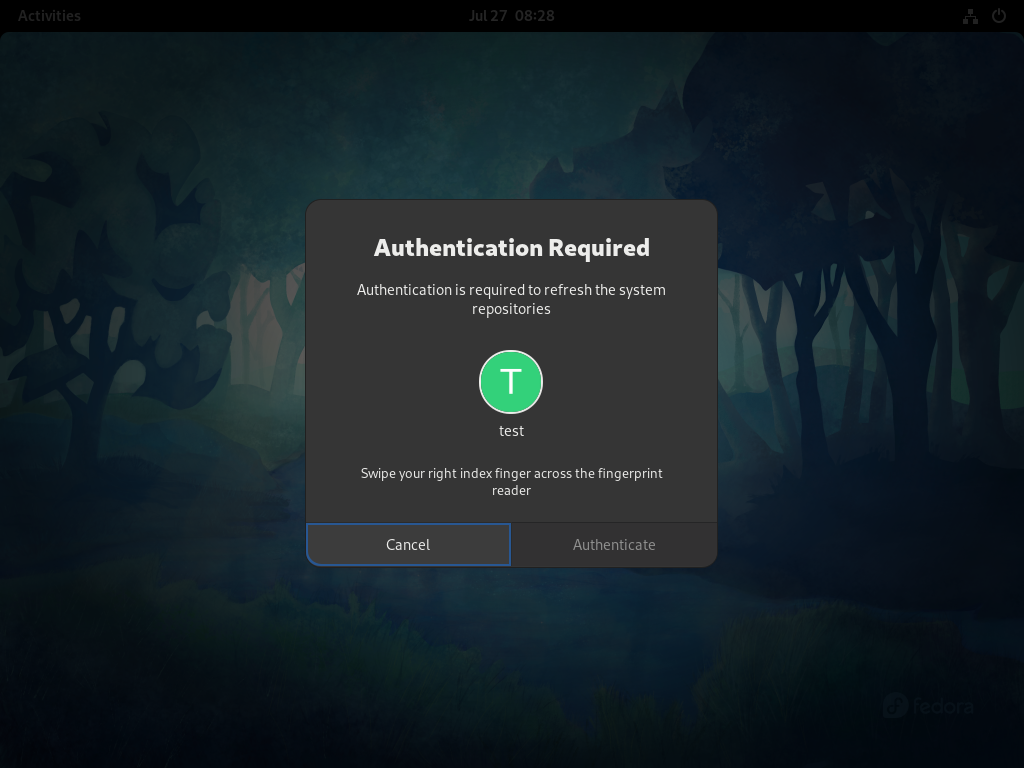 Activities
Jul 27 08:28
Authentication Required
Authentication is required to refresh the system
repositories
T
test
Swipe your right index finger across the fingerprint
reader
Cancel
Authenticate
fedora